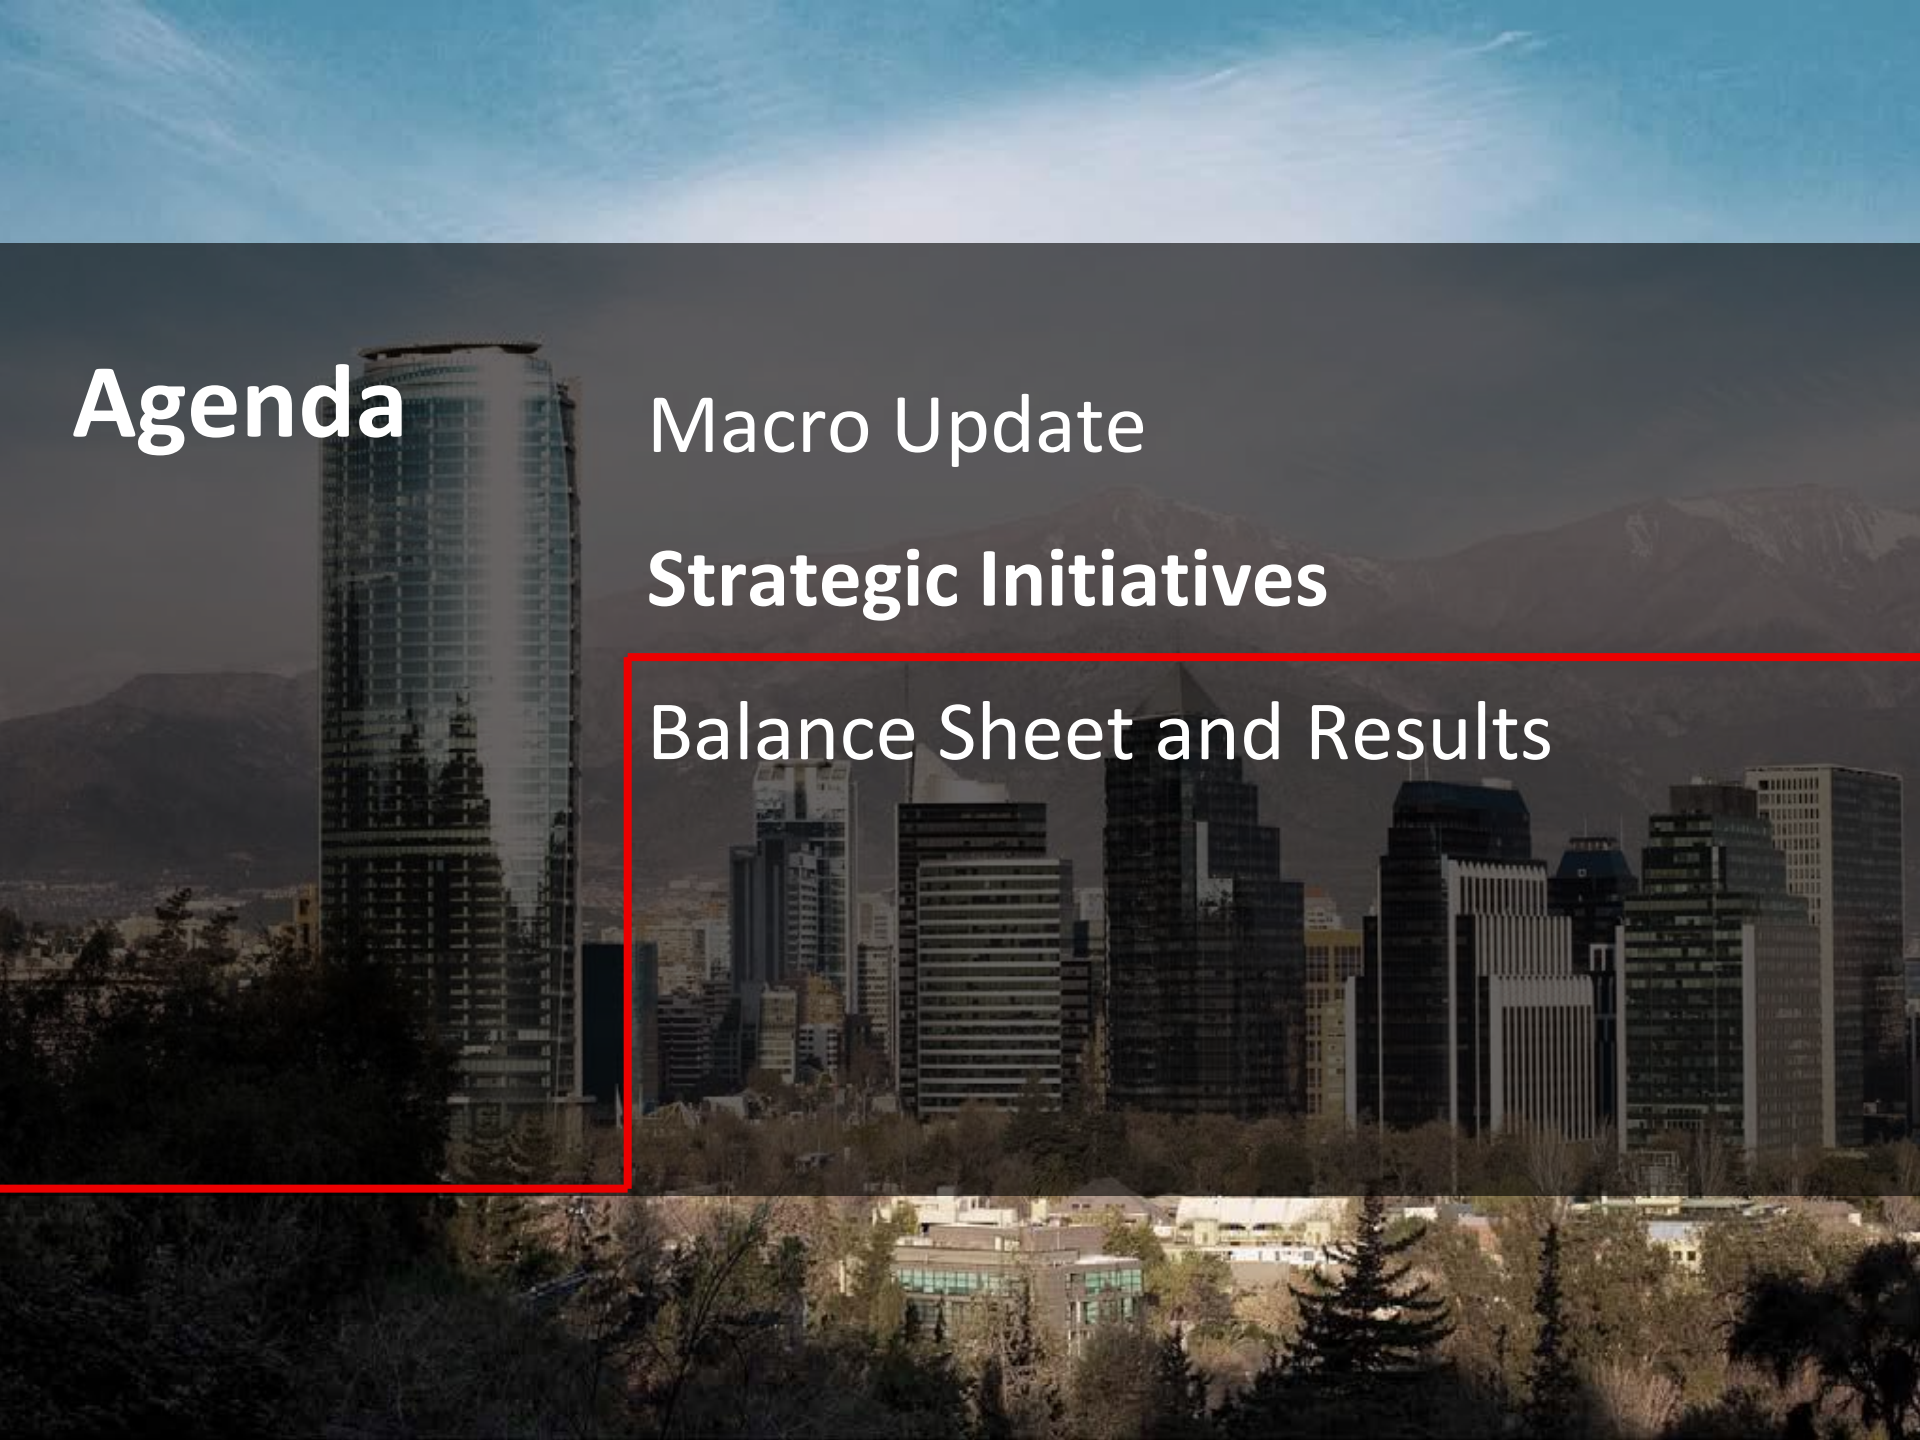 Agenda
Macro Update
Strategic Initiatives
Balance Sheet and Results